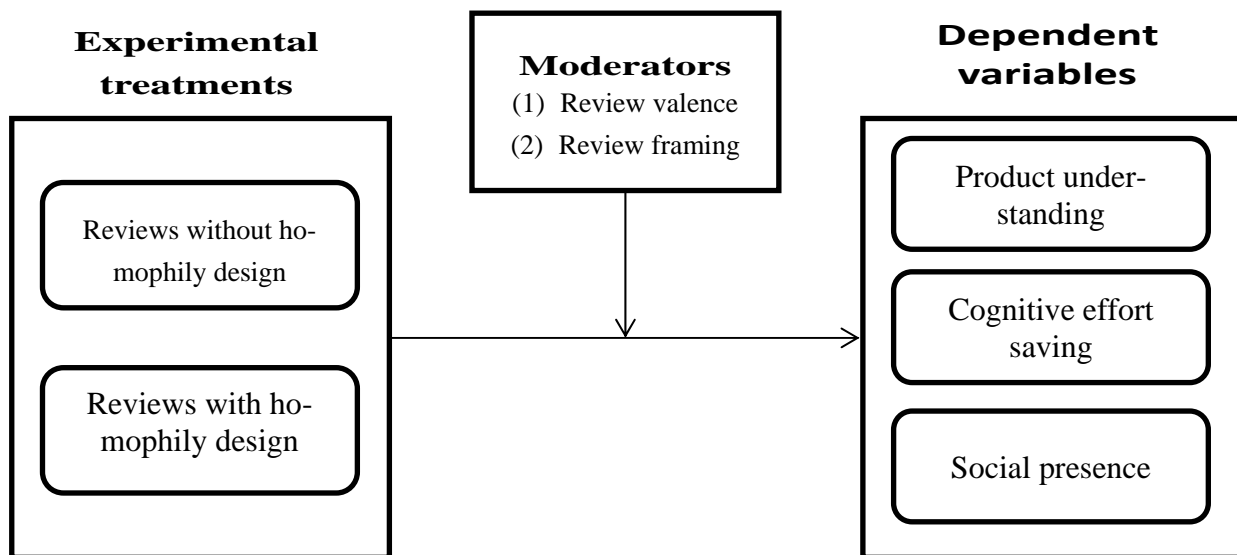 Experimental
treatments
Reviews without ho-
mophily design
Reviews with ho-
mophily design
Moderators
(1) Review valence
(2) Review framing
Dependent
variables
Product under-
standing
Cognitive effort
saving
Social presence